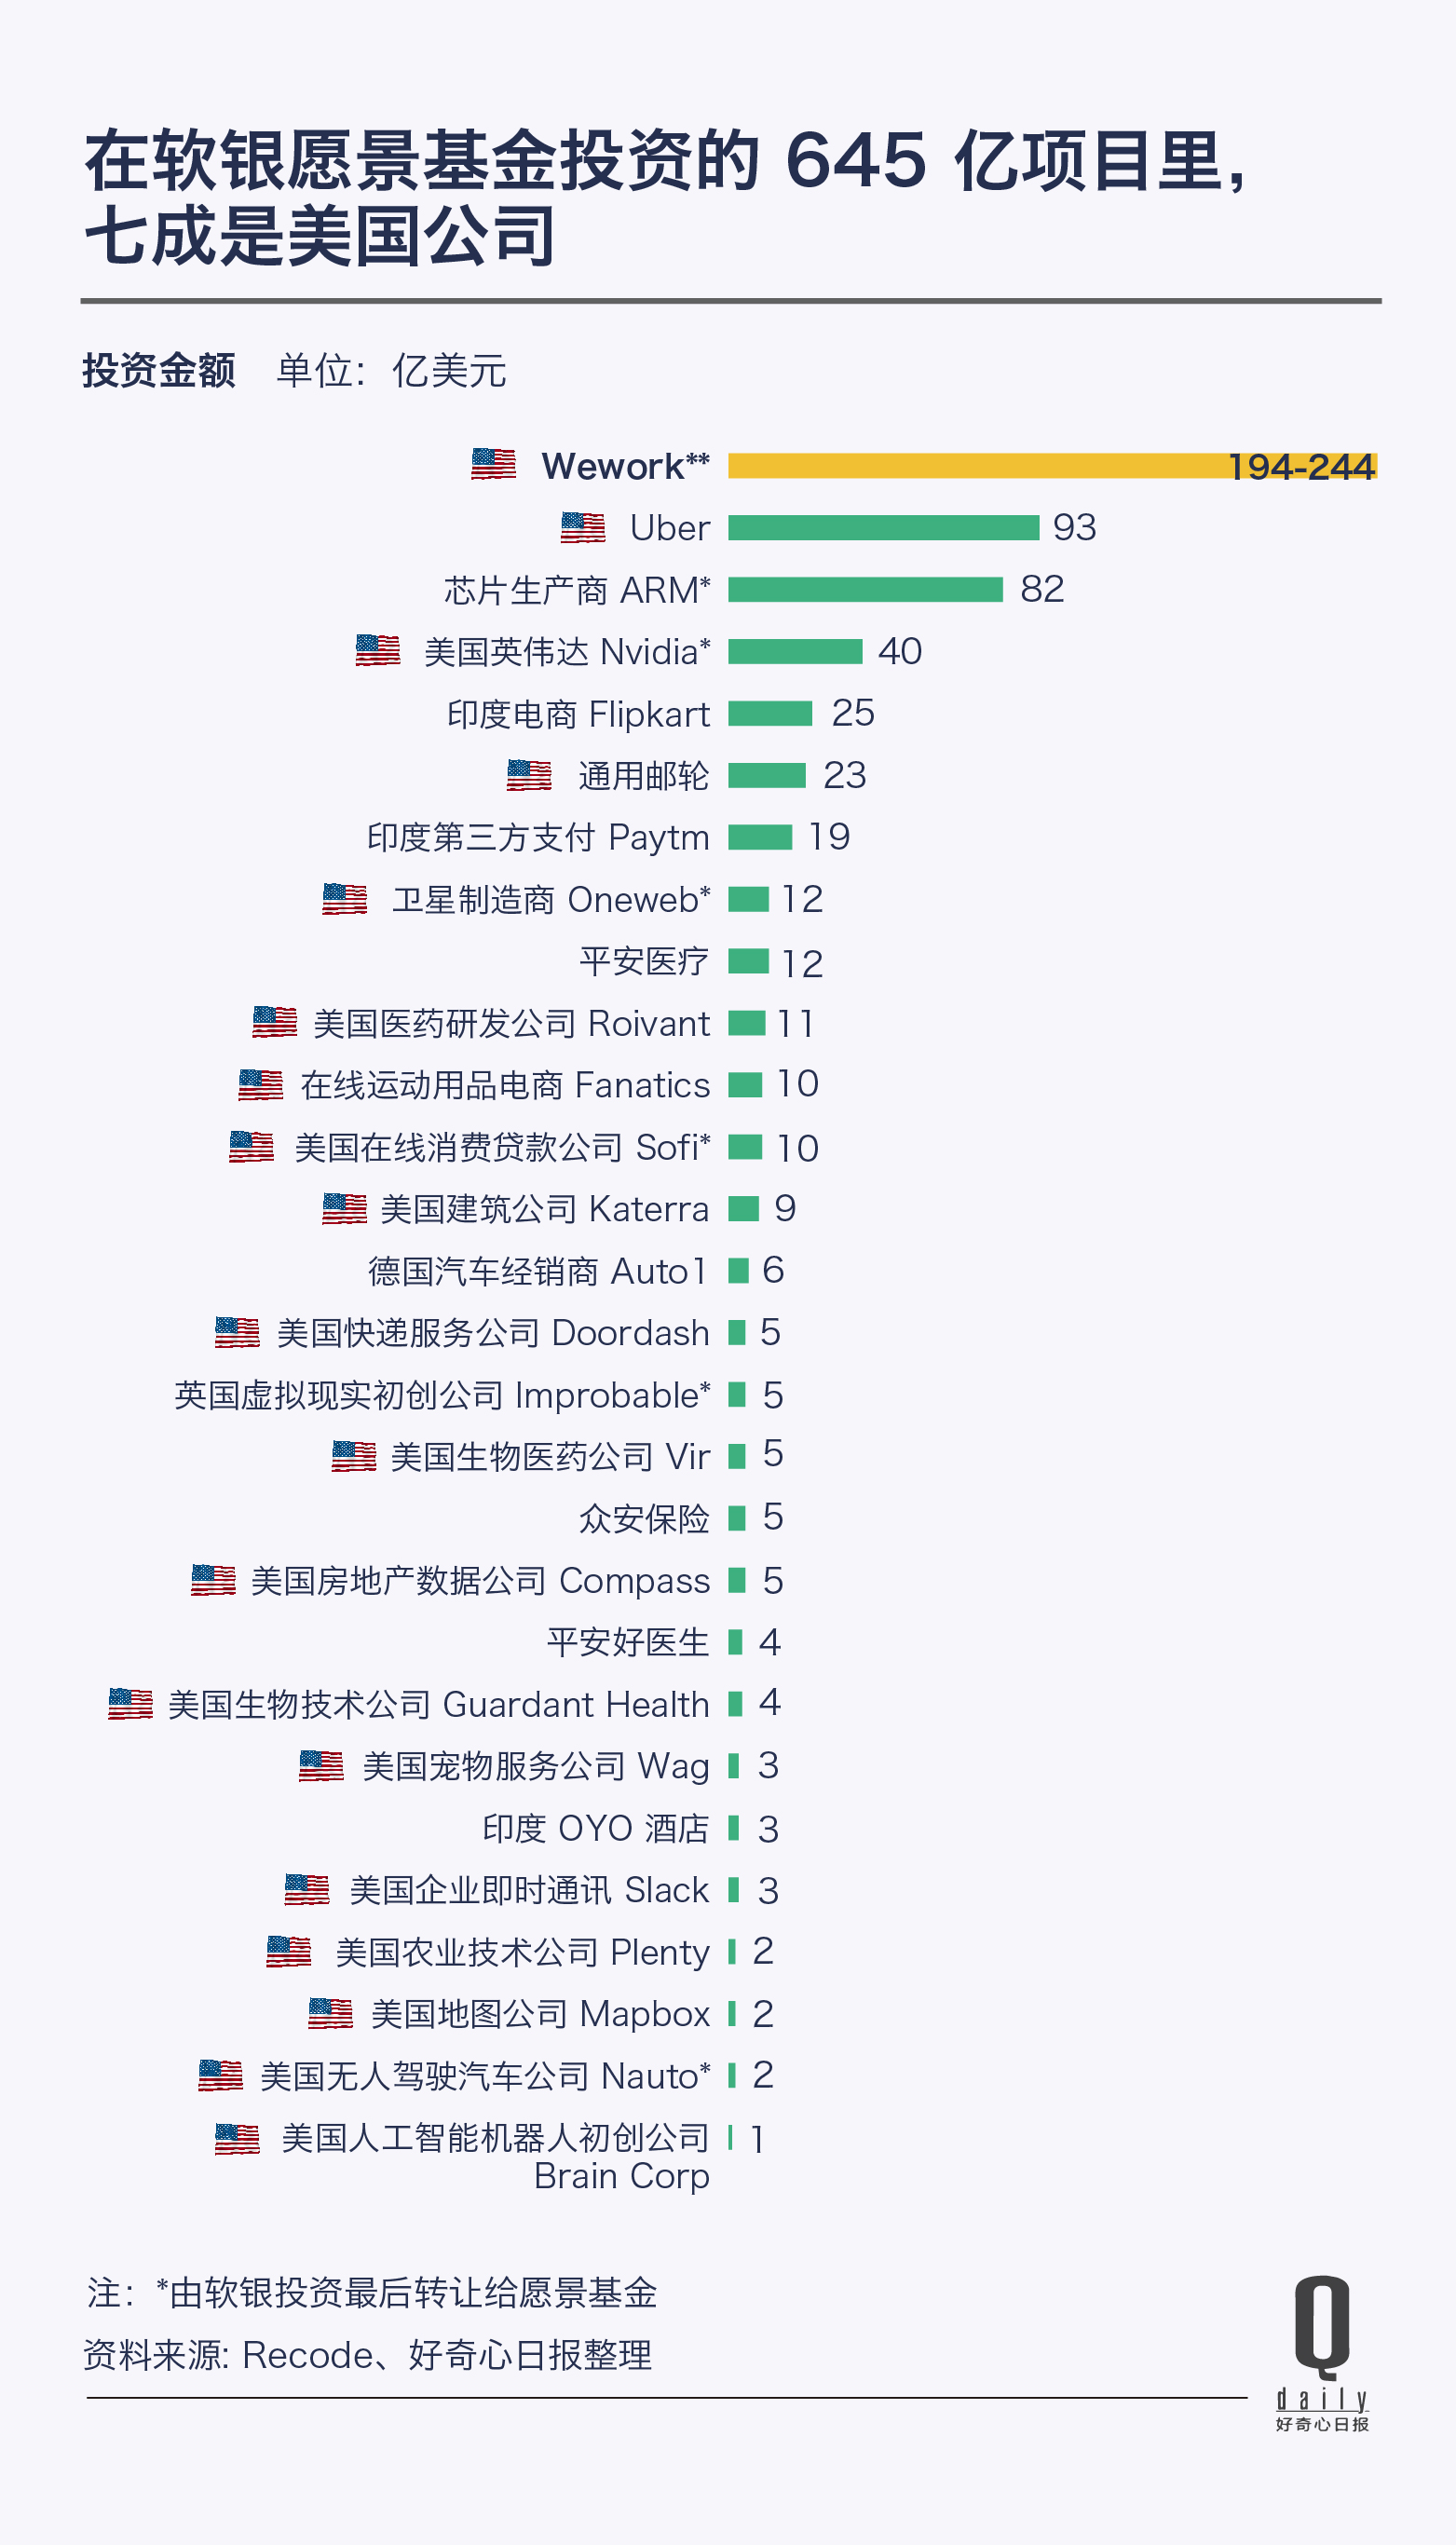 在软银愿景基金投资的 645 亿项目里，
七成是美国公司
投资金额 单位：亿美元
Wework** 194-244
Uber 93
芯片生产商 ARM* 82
美国英伟达 Nvidia* 40
印度电商 Flipkart 25
通用邮轮 23
印度第三方支付 Paytm 19
卫星制造商 Oneweb* 12
平安医疗 12
美国医药研发公司 Roivant 11
在线运动用品电商 Fanatics 10
美国在线消费贷款公司 Sofi* 10
美国建筑公司 Katerra 9
德国汽车经销商 Auto1 6
美国快递服务公司 Doordash 5
英国虚拟现实初创公司 Improbable* 5
美国生物医药公司 Vir 5
众安保险 5
美国房地产数据公司 Compass 5
平安好医生 4
美国生物技术公司 Guardant Health 4
美国宠物服务公司 Wag 3
印度 OYO 酒店 3
美国企业即时通讯 Slack 3
美国农业技术公司 Plenty 2
美国地图公司 Mapbox 2
美国无人驾驶汽车公司 Nauto* 2
美国人工智能机器人初创公司 1
Brain Corp
注：*由软银投资最后转让给愿景基金
资料来源: Recode、好奇心日报整理
Q
daily
好奇心日报